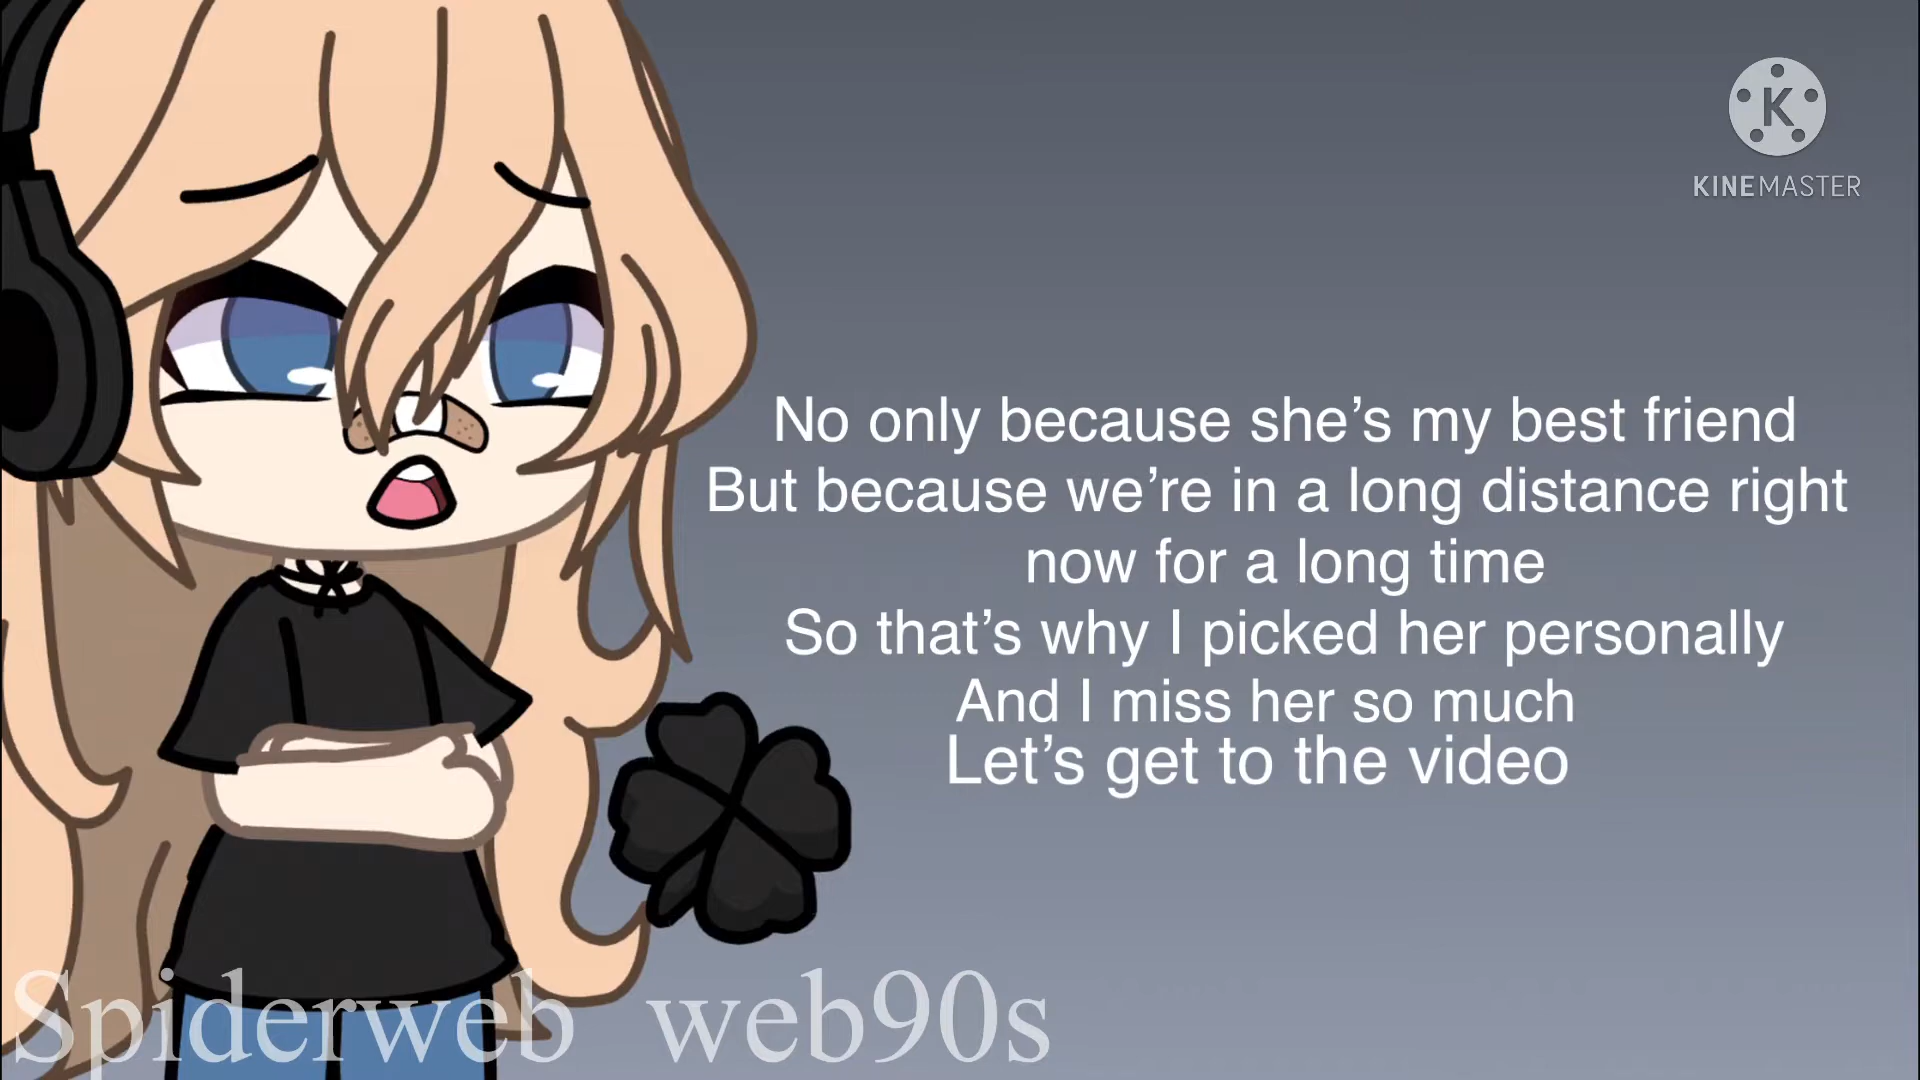 K
KINEMASTER
No only because she’s my best friend
But because we’re in a long distance right
now for a long time
So that’s why I picked her personally
And I miss her so much
Let’s get to the video
Spiderweb web90s